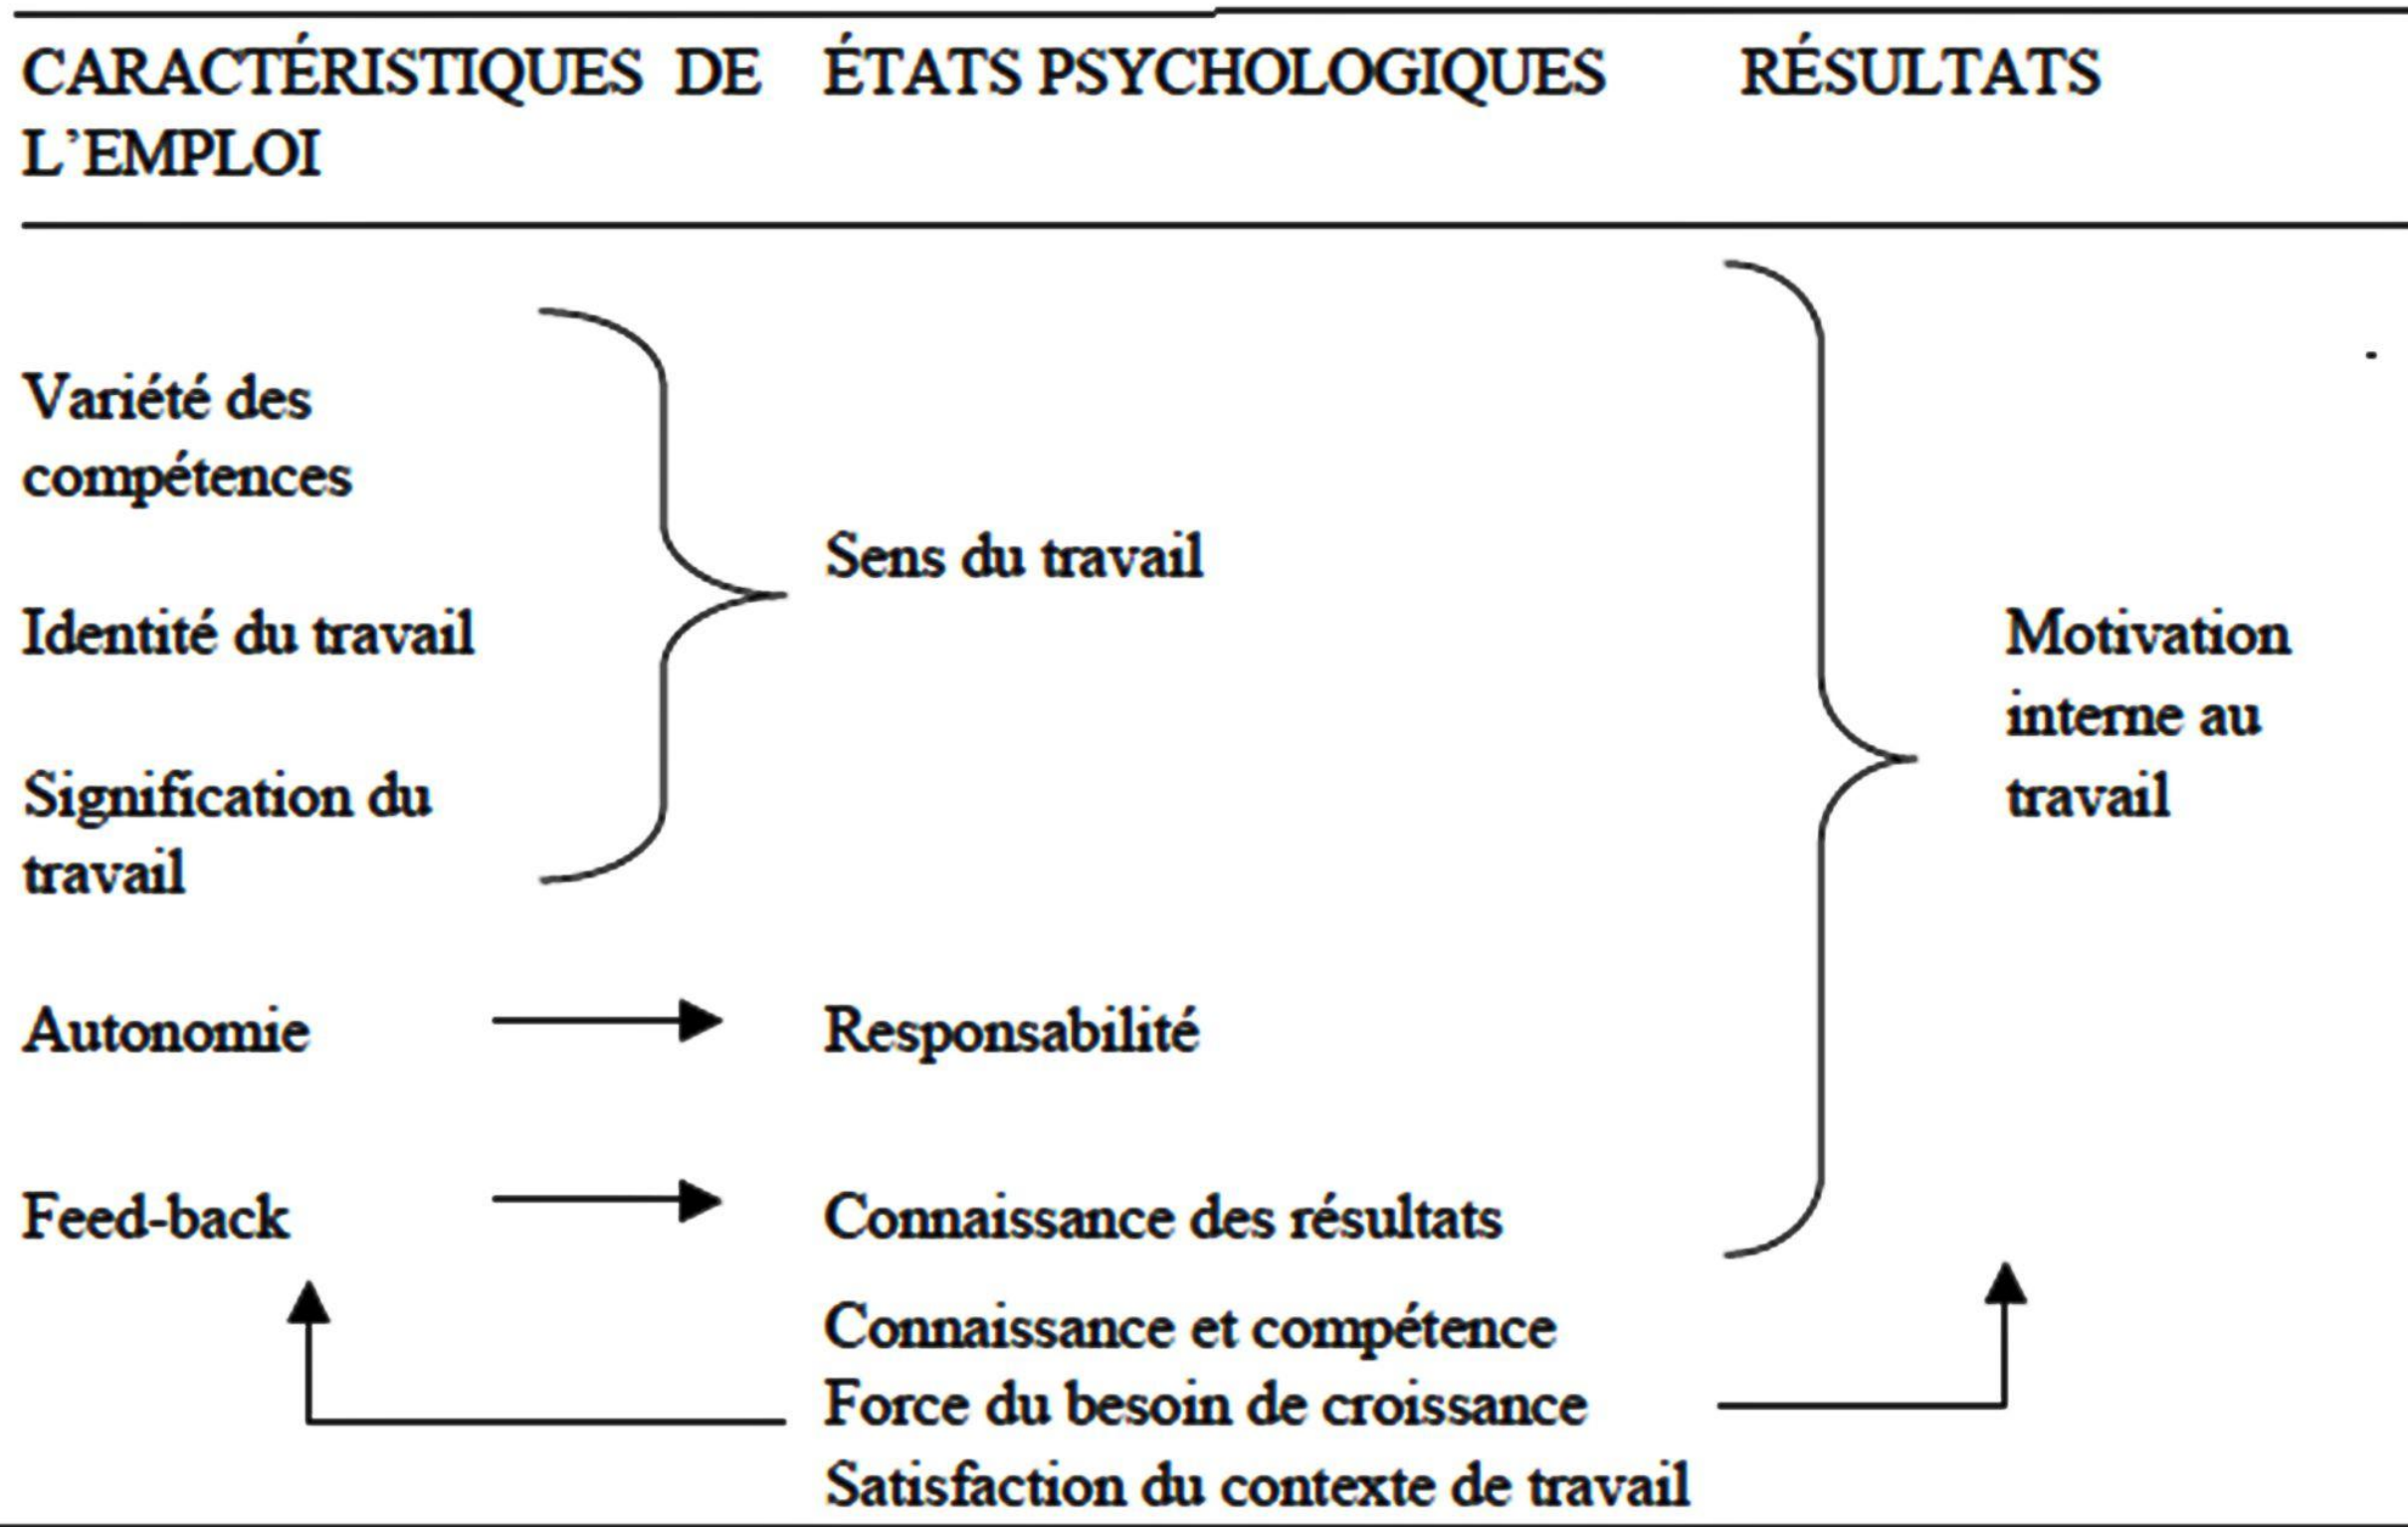 CARACTÉRISTIQUES DE L’EMPLOI
ÉTATS PSYCHOLOGIQUES
RÉSULTATS
Variété des
compétences
Identité du travail
Signification du
travail
Sens du travail
Motivation
interne au
travail
Autonomie
Responsabilité
Feed-back
Connaissance des résultats
Connaissance et compétence
Force du besoin de croissance
Satisfaction du contexte de travail